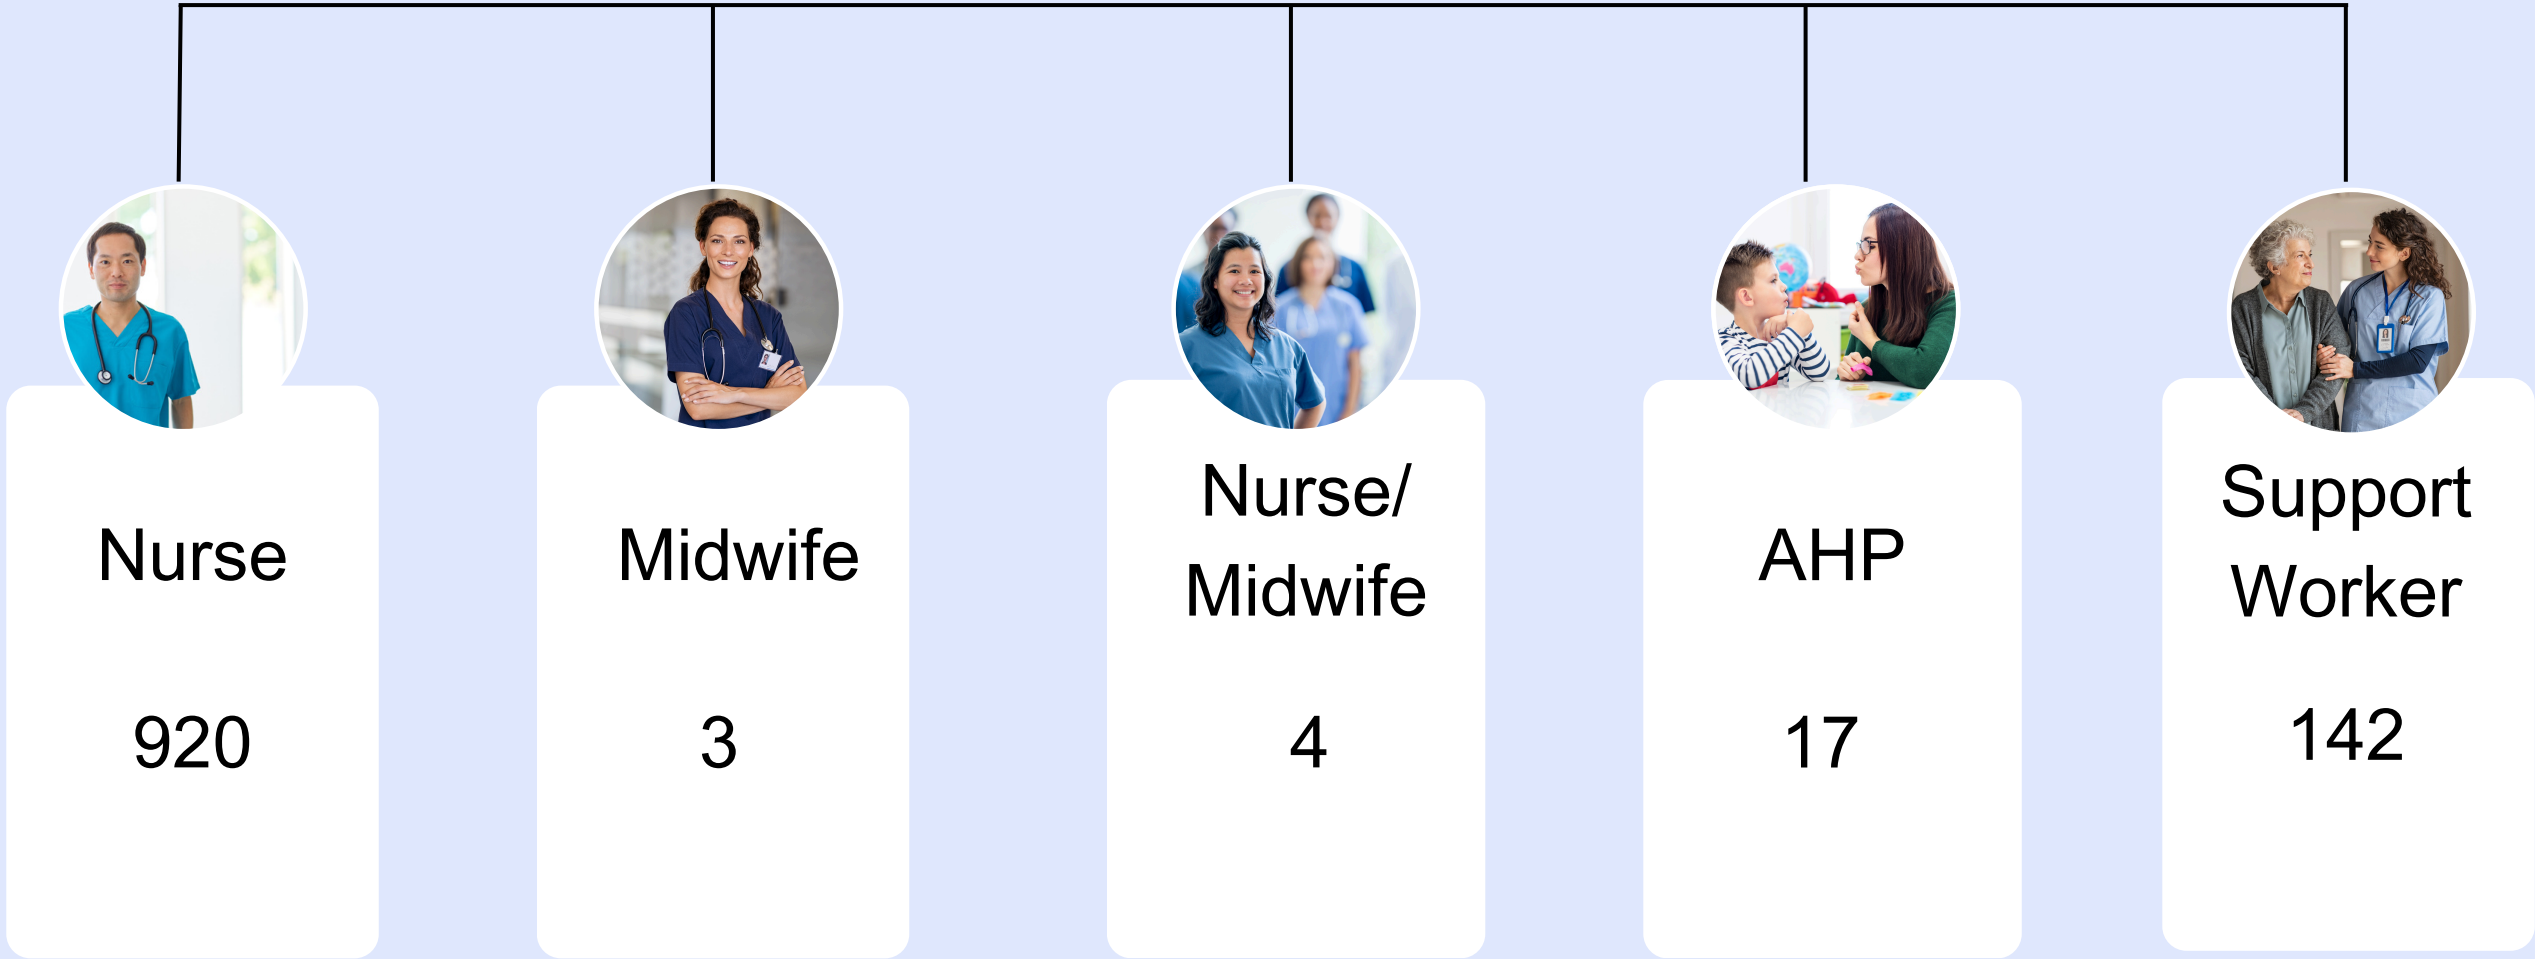 Nurse
920
Midwife
3
Nurse/
Midwife
4
AHP
17
Support
Worker
142